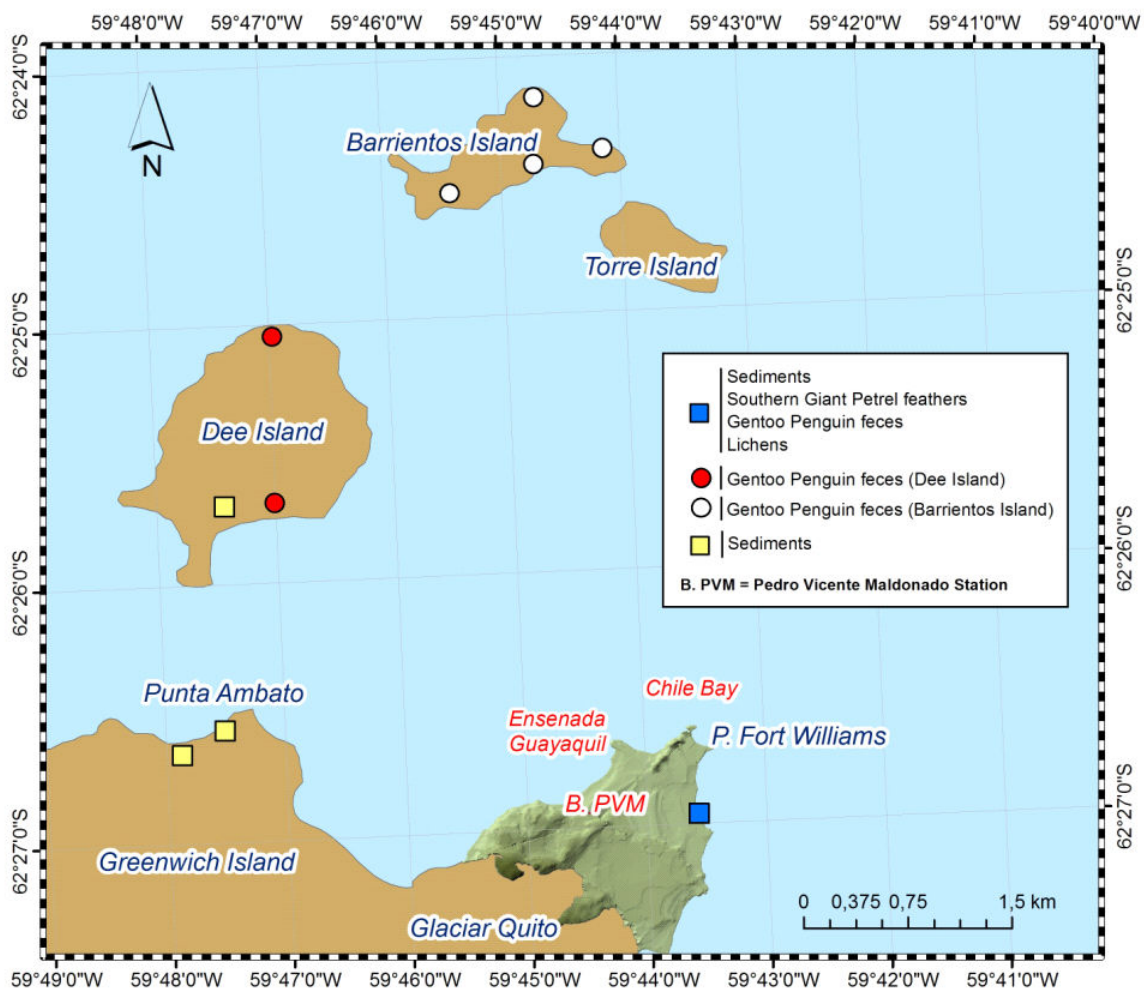 59°48'0"W 59°47'0"W 59°46'0"W 59°45'0"W 59°44'0"W 59°43'0"W 59°42'0"W 59°41'0"W 59°40'0"W
62°24'0"S
N
Barrientos Island
Torre Island
62°25'0"S
62°25'0"S
Dee Island
Sediments
Southern Giant Petrel feathers
Gentoo Penguin feces
Lichens
Gentoo Penguin feces (Dee Island)
Gentoo Penguin feces (Barrientos Island)
Sediments
B. PVM = Pedro Vicente Maldonado Station
62°26'0"S
62°26'0"S
Punta Ambato
Chile Bay
Ensenada
Guayaquil
P. Fort Williams
B. PVM
62°27'0"S
62°27'0"S
Greenwich Island
Glaciar Quito
0 0,375 0,75 1,5 km
59°49'0"W 59°48'0"W 59°47'0"W 59°46'0"W 59°45'0"W 59°44'0"W 59°43'0"W 59°42'0"W 59°41'0"W